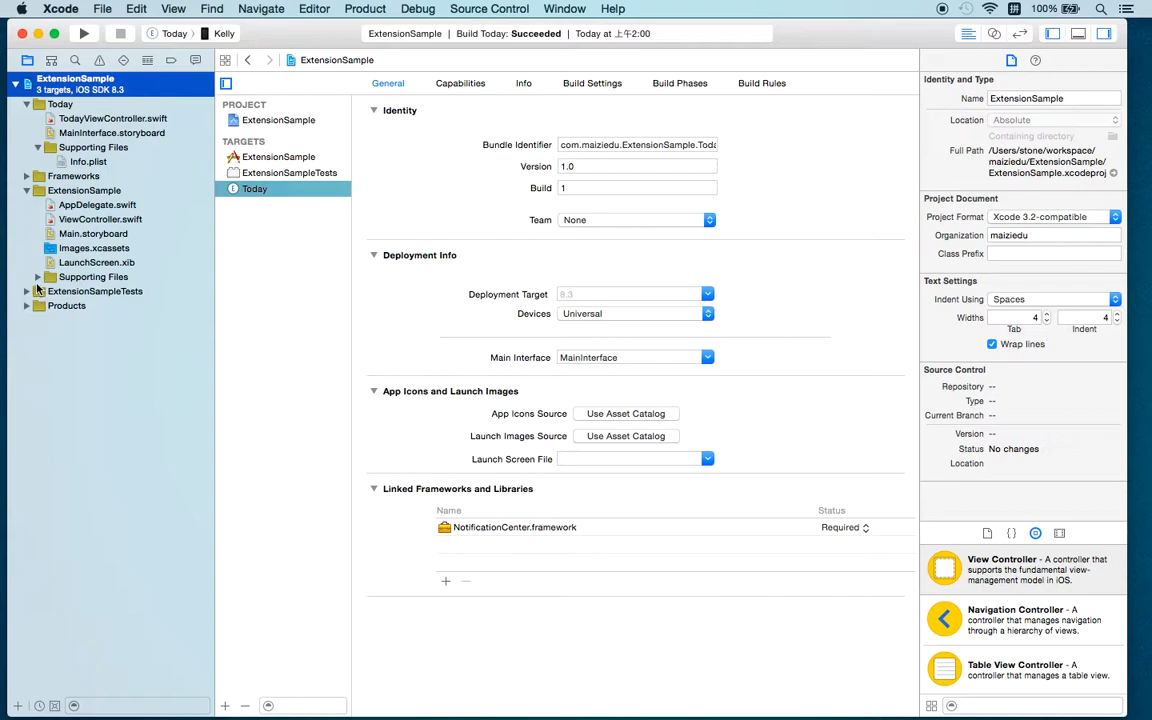 Xcode File Edit View Find Navigate Editor Product Debug Source Control Window Help 100%
Today Kelly ExtensionSample Build Today: Succeeded Today at 上午2:00
ExtensionSample
ExtensionSample
3 targets, iOS SDK 8.3
Today
TodayViewController.swift
MainInterface.storyboard
Supporting Files
Info.plist
Frameworks
ExtensionSample
AppDelegate.swift
ViewController.swift
Main.storyboard
Images.xcassets
LaunchScreen.xib
Supporting Files
ExtensionSampleTests
Products
PROJECT
ExtensionSample
TARGETS
ExtensionSample
ExtensionSampleTests
Today
General Capabilities Info Build Settings Build Phases Build Rules
Identity
Bundle Identifier com.maiziedu.ExtensionSample.Toda
Version 1.0
Build 1
Team None
Deployment Info
Deployment Target 8.3
Devices Universal
Main Interface MainInterface
App Icons and Launch Images
App Icons Source Use Asset Catalog
Launch Images Source Use Asset Catalog
Launch Screen File
Linked Frameworks and Libraries
Name Status
NotificationCenter.framework Required
Identity and Type
Name ExtensionSample
Location Absolute
Containing directory
Full Path /Users/stone/workspace/
maiziedu/ExtensionSample/
ExtensionSample.xcodeproj
Project Document
Project Format Xcode 3.2-compatible
Organization maiziedu
Class Prefix
Text Settings
Indent Using Spaces
Widths 4 4
Tab Indent
Wrap lines
Source Control
Repository --
Type --
Current Branch --
Version --
Status No changes
Location
View Controller - A controller that
supports the fundamental view-
management model in iOS.
Navigation Controller - A
controller that manages navigation
through a hierarchy of views.
Table View Controller - A
controller that manages a table view.